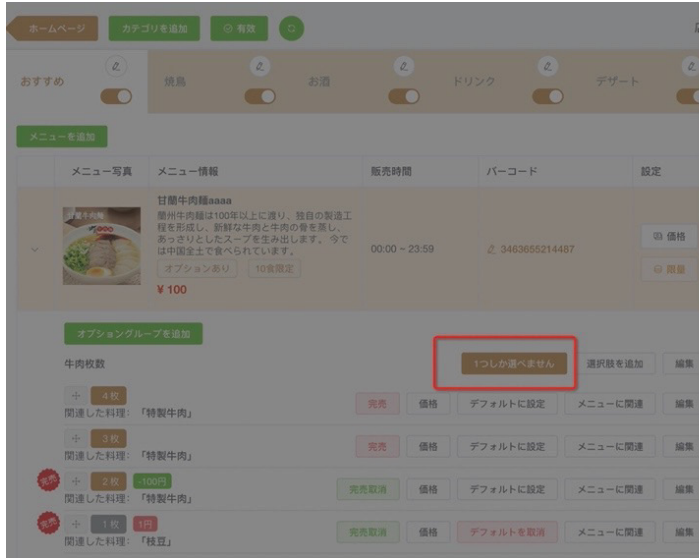 ホームページ カテゴリを追加 有効
おすすめ 焼鳥 お酒 ドリンク デザート
メニューを追加
メニュー写真 メニュー情報 販売時間 バーコード 設定
甘蘭牛肉麺aaaa
甘蘭牛肉麺
蘭州牛肉麺は100年以上に渡り、独自の製造工
程を形成し、新鮮な牛肉と牛肉の骨を蒸し、
あっさりとしたスープを生み出します。今で
は中国全土で食べられています。
00:00 ~ 23:59 3463655214487 価格
オプションあり 10食限定 限量
¥ 100
オプショングループを追加
牛肉枚数 1つしか選べません 選択肢を追加 編集
4枚 完売 価格 デフォルトに設定 メニューに関連 編集
関連した料理: 「特製牛肉」
3枚 完売 価格 デフォルトに設定 メニューに関連 編集
関連した料理: 「特製牛肉」
完売 2枚 -100円 完売取消 価格 デフォルトに設定 メニューに関連 編集
関連した料理: 「特製牛肉」
完売 1枚 1円 完売取消 価格 デフォルトを取消 メニューに関連 編集
関連した料理: 「枝豆」